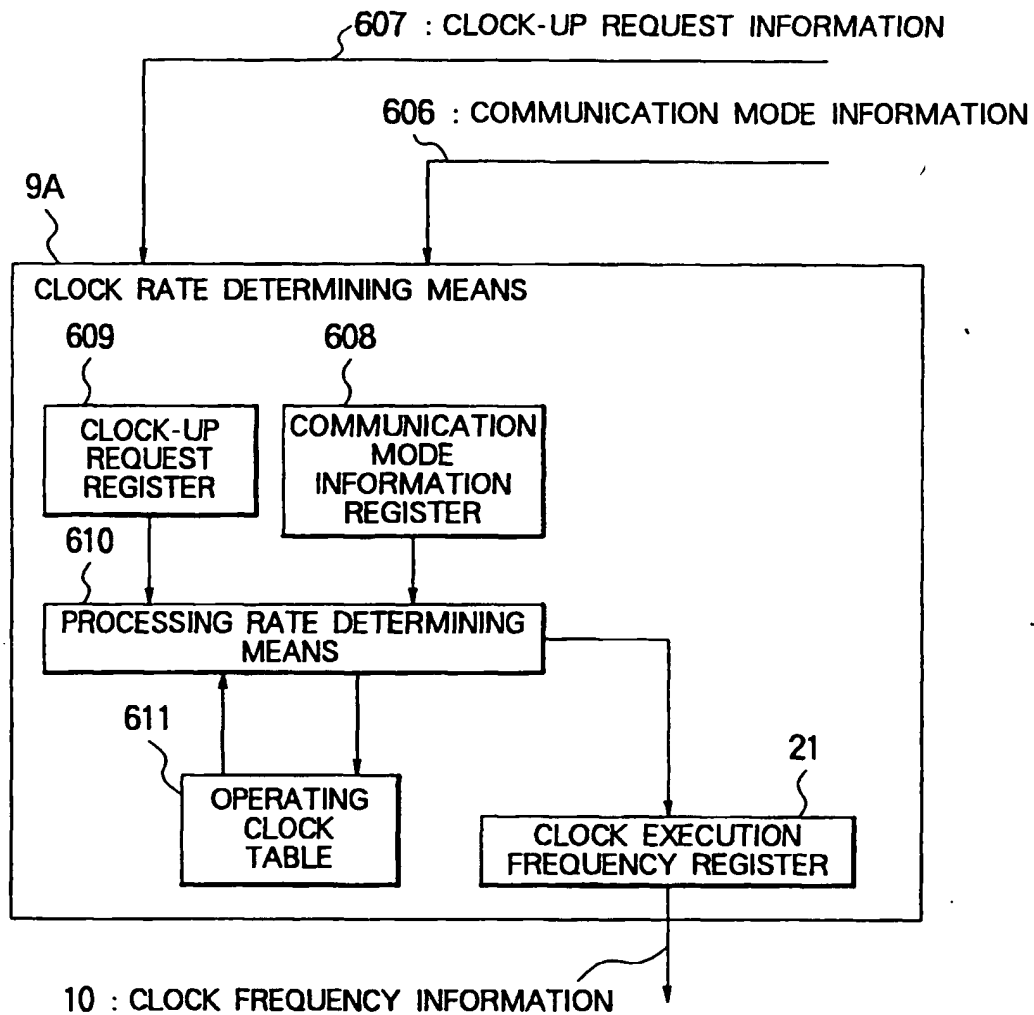 607 : CLOCK-UP REQUEST INFORMATION
606 : COMMUNICATION MODE INFORMATION
9A
CLOCK RATE DETERMINING MEANS
609
608
CLOCK-UP
REQUEST
REGISTER
COMMUNICATION
MODE
INFORMATION
REGISTER
610
PROCESSING RATE DETERMINING
MEANS
611
OPERATING
CLOCK
TABLE
21
CLOCK EXECUTION
FREQUENCY REGISTER
10 : CLOCK FREQUENCY INFORMATION